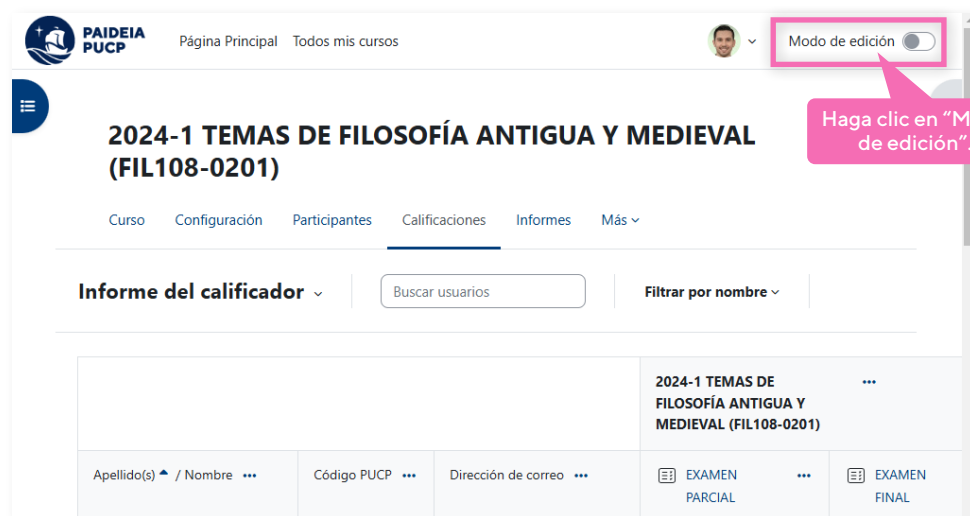 PAIDEIA
PUCP
Página Principal Todos mis cursos
Modo de edición
Haga clic en “M
de edición”.
2024-1 TEMAS DE FILOSOFÍA ANTIGUA Y MEDIEVAL
(FIL108-0201)
Curso Configuración Participantes Calificaciones Informes Más
Informe del calificador
Buscar usuarios
Filtrar por nombre
2024-1 TEMAS DE
FILOSOFÍA ANTIGUA Y
MEDIEVAL (FIL108-0201)
Apellido(s) / Nombre
Código PUCP
Dirección de correo
EXAMEN
PARCIAL
EXAMEN
FINAL